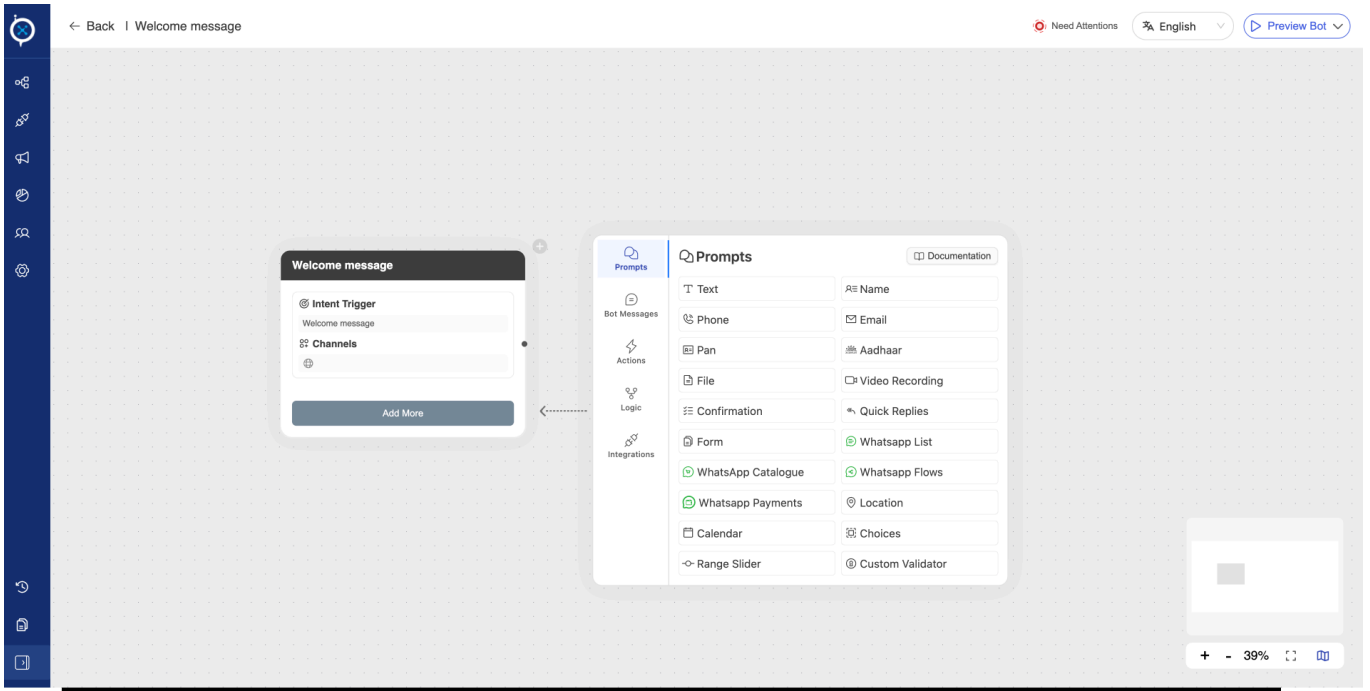 ← Back | Welcome message
Need Attentions
English
Preview Bot
Welcome message
Intent Trigger
Welcome message
Channels
Add More
Prompts
Bot Messages
Actions
Logic
Integrations
Prompts
Documentation
Text
Name
Phone
Email
Pan
Aadhaar
File
Video Recording
Confirmation
Quick Replies
Form
Whatsapp List
WhatsApp Catalogue
Whatsapp Flows
Whatsapp Payments
Location
Calendar
Choices
Range Slider
Custom Validator
+ - 39%